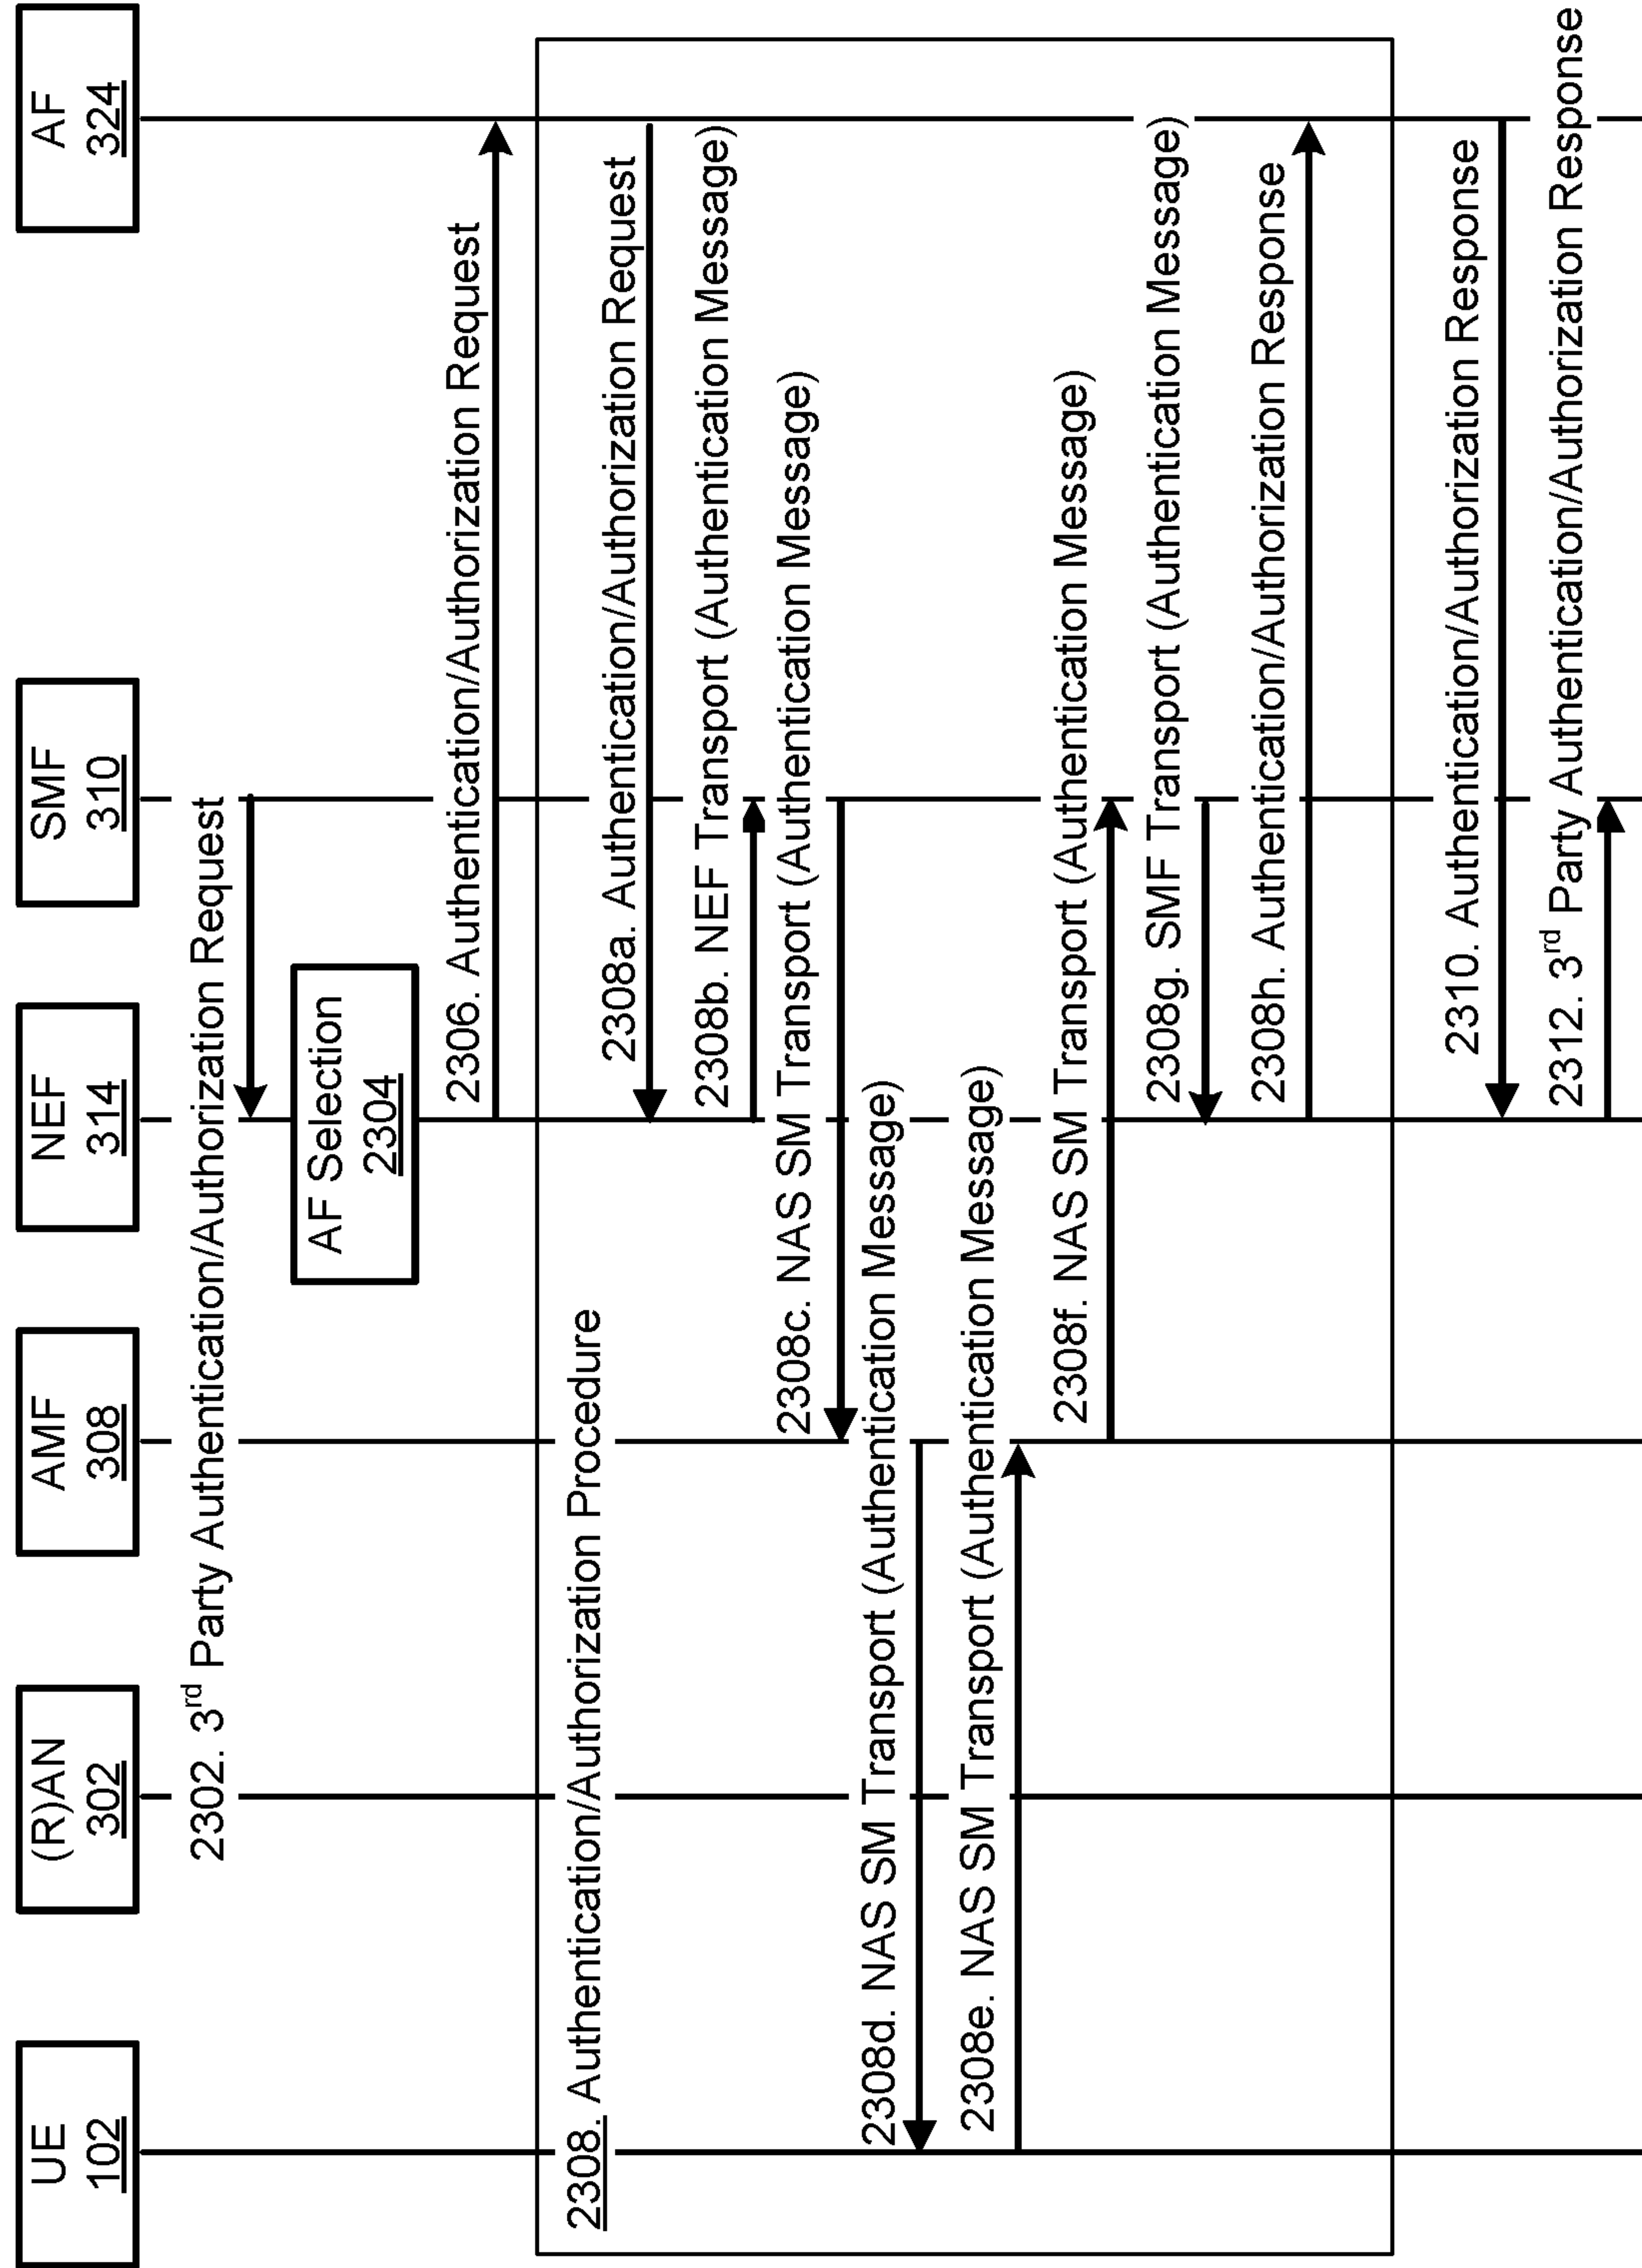 UE
102
(R)AN
302
AMF
308
NEF
314
SMF
310
AF
324
2302. 3rd Party Authentication/Authorization Request
AF Selection
2304
2306. Authentication/Authorization Request
2308. Authentication/Authorization Procedure
2308a. Authentication/Authorization Request
2308b. NEF Transport (Authentication Message)
2308c. NAS SM Transport (Authentication Message)
2308d. NAS SM Transport (Authentication Message)
2308e. NAS SM Transport (Authentication Message)
2308f. NAS SM Transport (Authentication Message)
2308g. SMF Transport (Authentication Message)
2308h. Authentication/Authorization Response
2310. Authentication/Authorization Response
2312. 3rd Party Authentication/Authorization Response